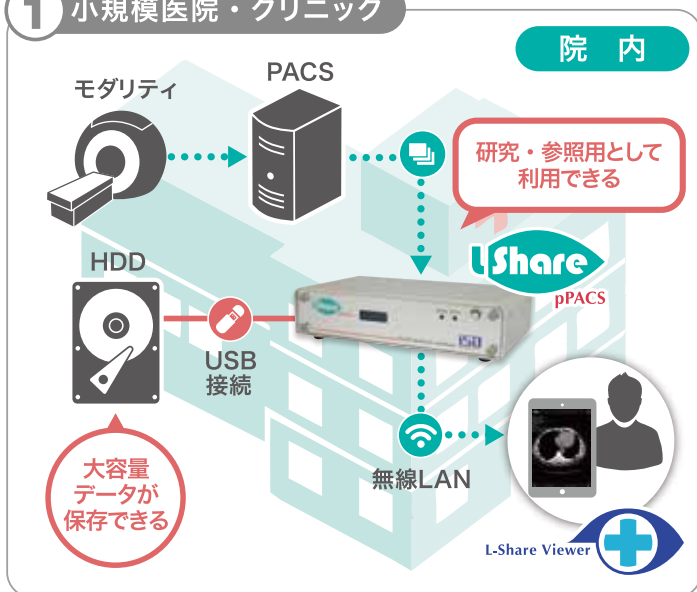 1 小規模医院・クリニック
院 内
PACS
モダリティ
研究・参照用として
利用できる
L Share
pPACS
HDD
USB
接続
無線LAN
大容量
データが
保存できる
L-Share Viewer